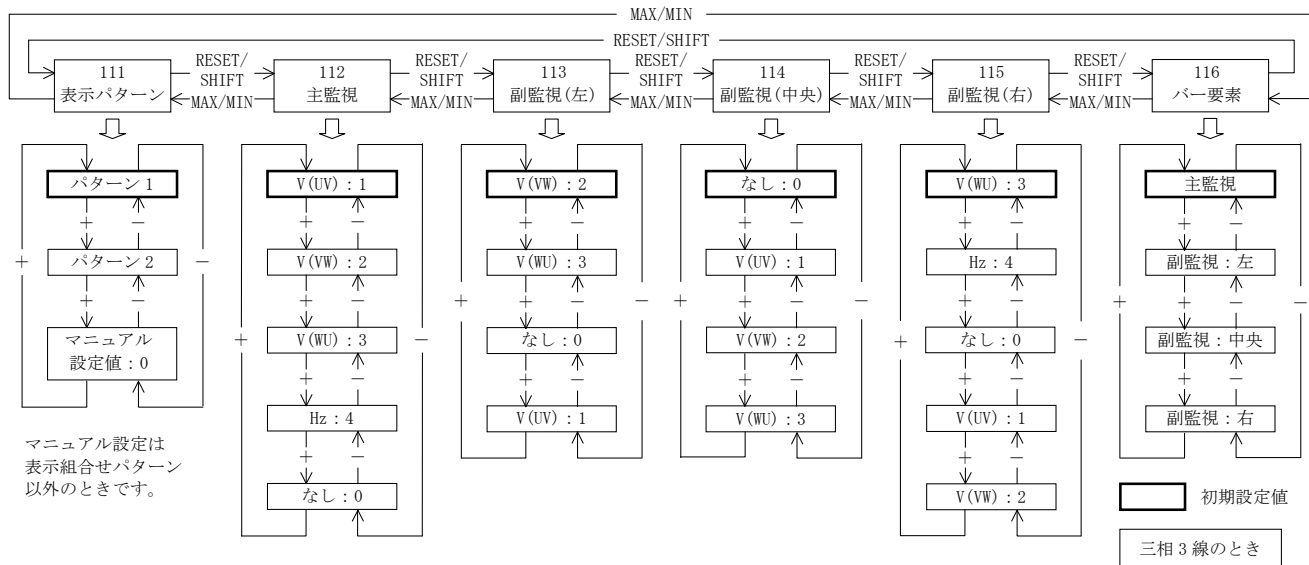 MAX/MIN
RESET/SHIFT
111
表示パターン
RESET/
SHIFT
MAX/MIN
112
主監視
RESET/
SHIFT
MAX/MIN
113
副監視(左)
RESET/
SHIFT
MAX/MIN
114
副監視(中央)
RESET/
SHIFT
MAX/MIN
115
副監視(右)
RESET/
SHIFT
MAX/MIN
116
バー要素
パターン 1
+ −
パターン 2
+ −
+ −
マニュアル
設定値:0
マニュアル設定は
表示組合せパターン
以外のときです。
V(UV):1
+ −
V(VW):2
+ −
V(WU):3
+ −
+ −
Hz:4
+ −
なし:0
V(VW):2
+ −
V(WU):3
+ −
+ −
なし:0
+ −
V(UV):1
なし:0
+ −
V(UV):1
+ −
+ −
V(VW):2
+ −
V(WU):3
V(WU):3
+ −
Hz:4
+ −
なし:0
+ −
+ −
V(UV):1
+ −
V(VW):2
主監視
+ −
副監視:左
+ −
+ −
副監視:中央
+ −
副監視:右
初期設定値
三相 3 線のとき